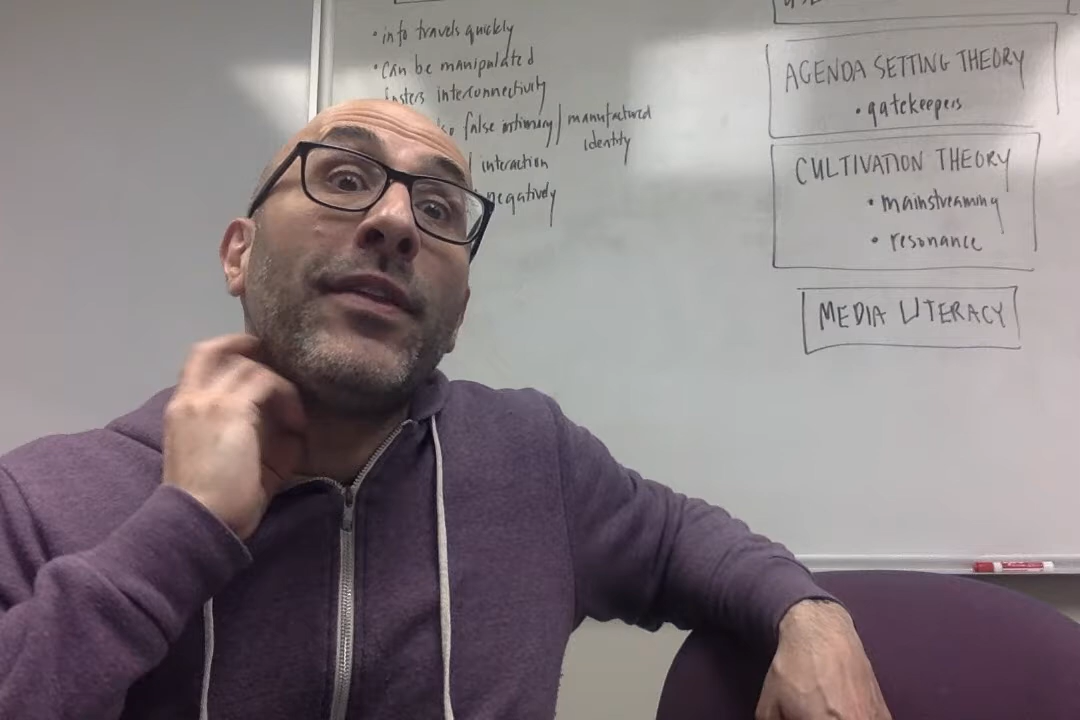 • info travels quickly
• can be manipulated
fosters interconnectivity
false intimacy / manufactured
identity
interaction
negatively
AGENDA SETTING THEORY
• gatekeepers
CULTIVATION THEORY
• mainstreaming
• resonance
MEDIA LITERACY